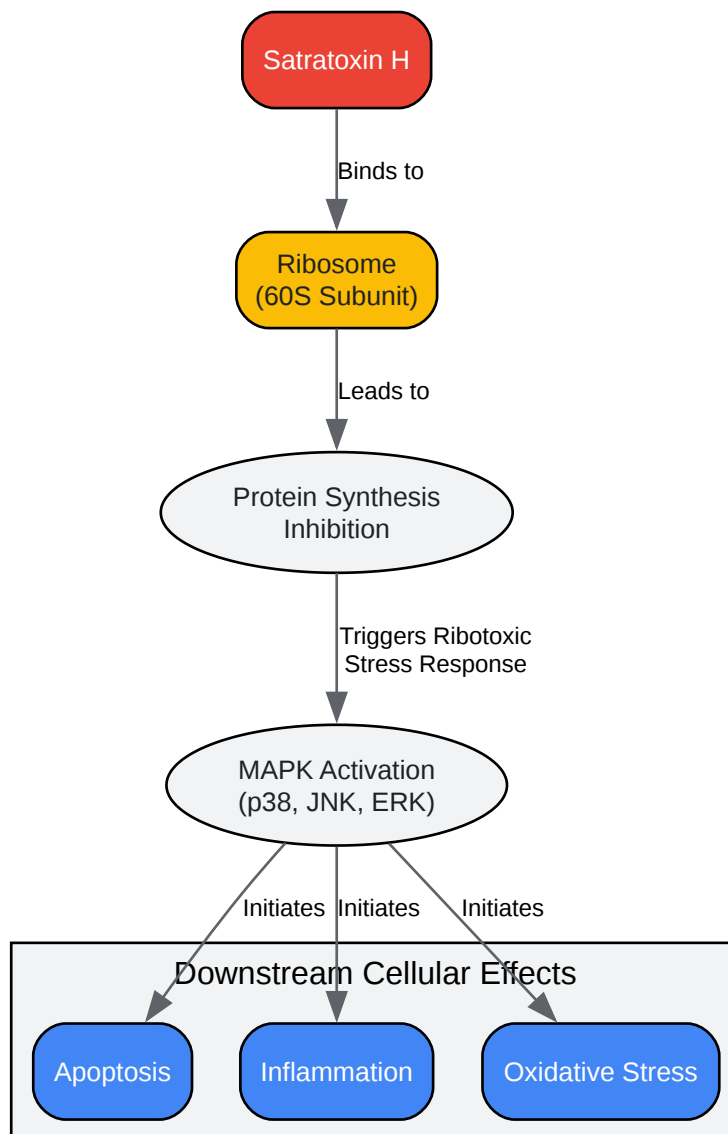 Satratoxin H
Binds to
Ribosome
(60S Subunit)
Leads to
Protein Synthesis
Inhibition
Triggers Ribotoxic
Stress Response
MAPK Activation
(p38, JNK, ERK)
Initiates
Initiates
Initiates
Downstream Cellular Effects
Apoptosis
Inflammation
Oxidative Stress